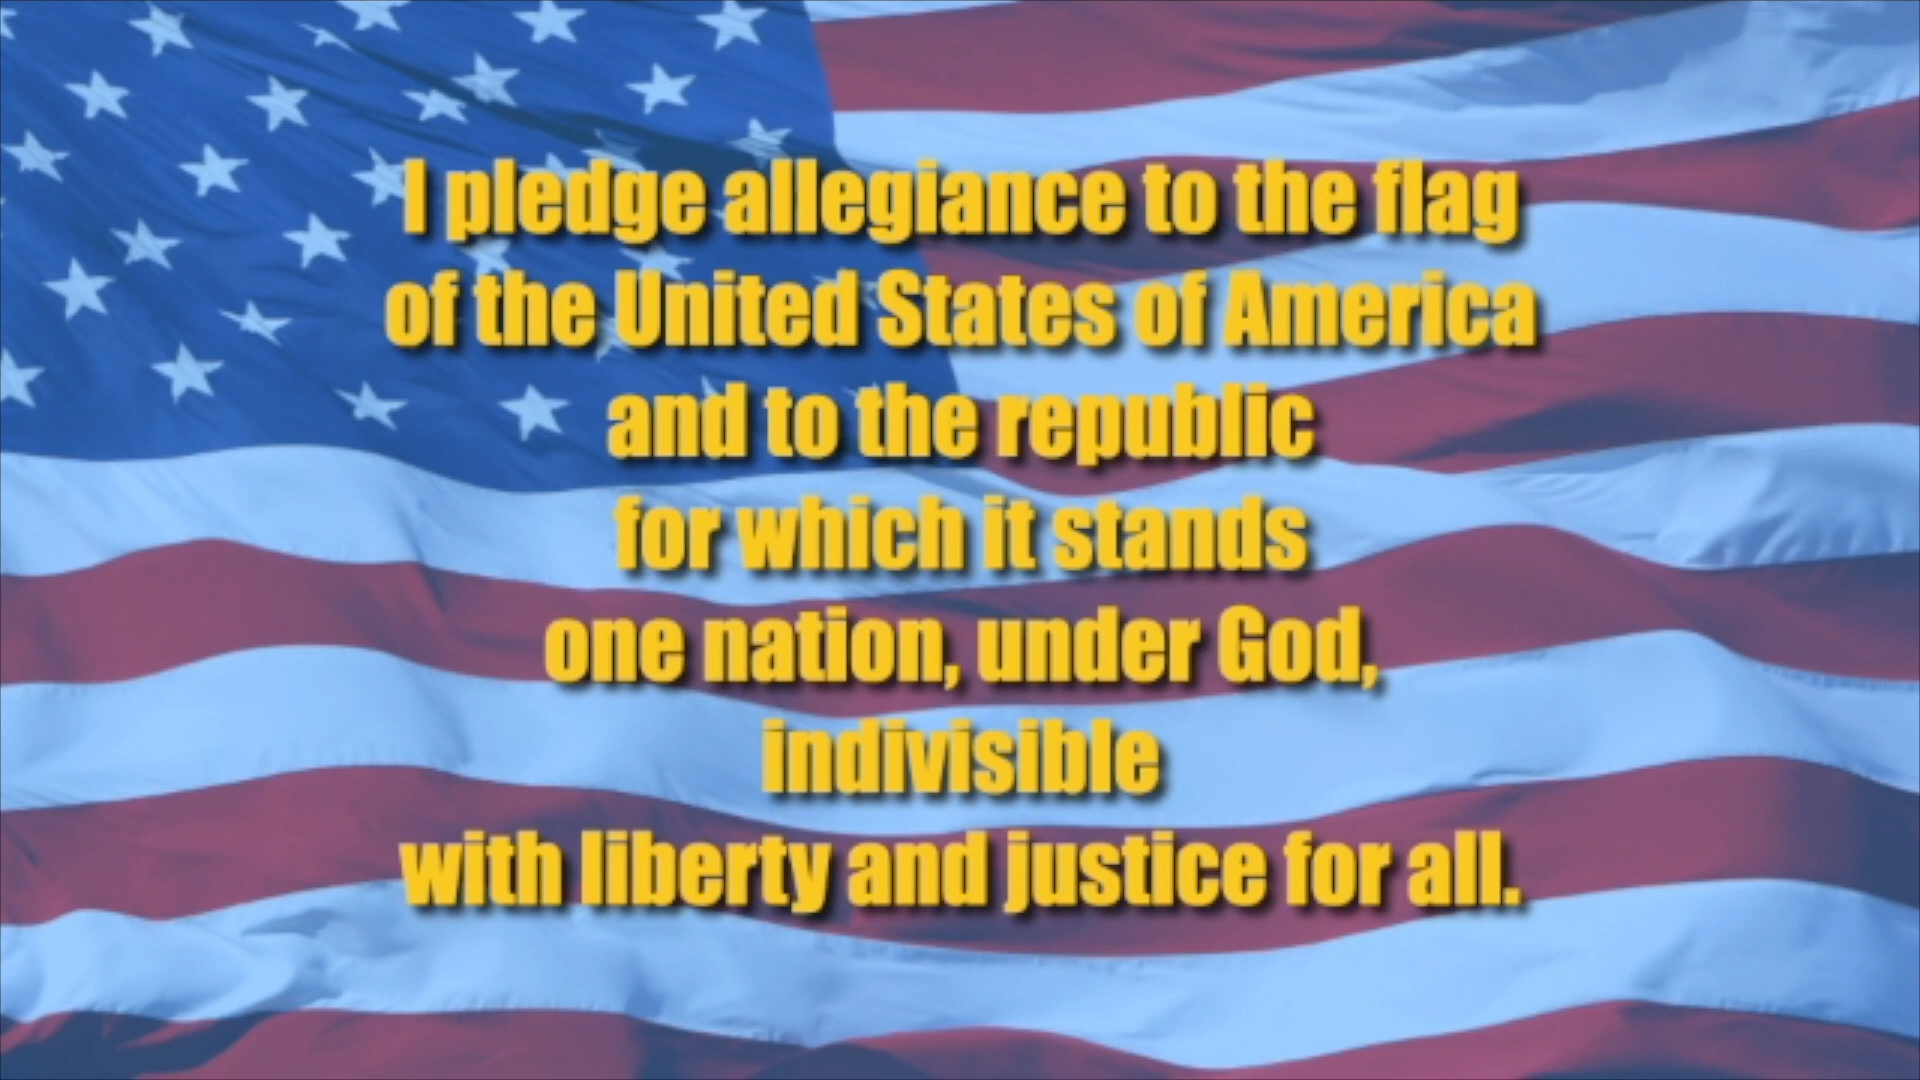 I pledge allegiance to the flag
of the United States of America
and to the republic
for which it stands
one nation, under God,
indivisible
with liberty and justice for all.